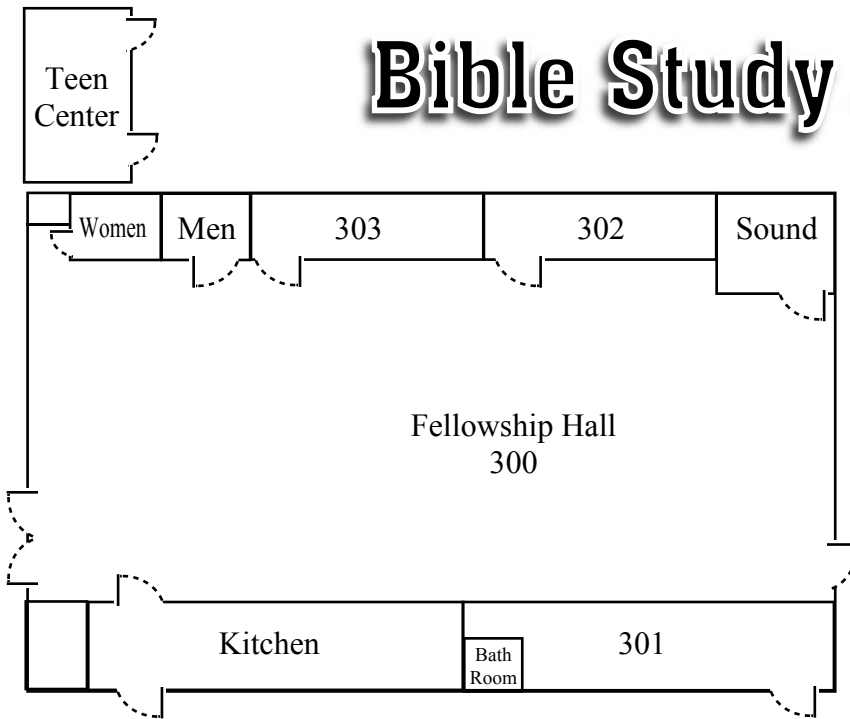 Bible Study
Teen
Center
Women
Men
303
302
Sound
Fellowship Hall
300
Kitchen
Bath
Room
301